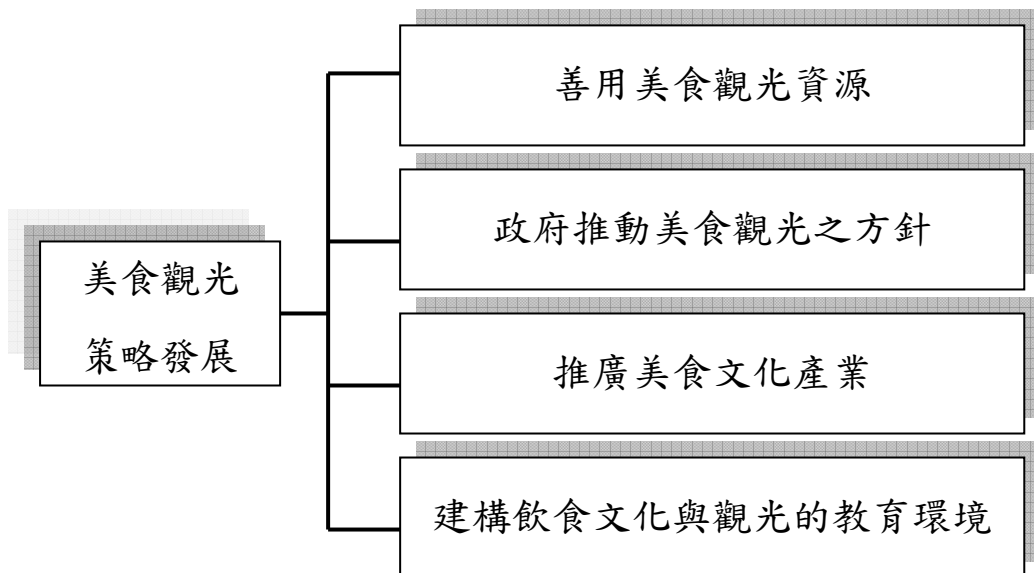 美食觀光
策略發展
善用美食觀光資源
政府推動美食觀光之方針
推廣美食文化產業
建構飲食文化與觀光的教育環境